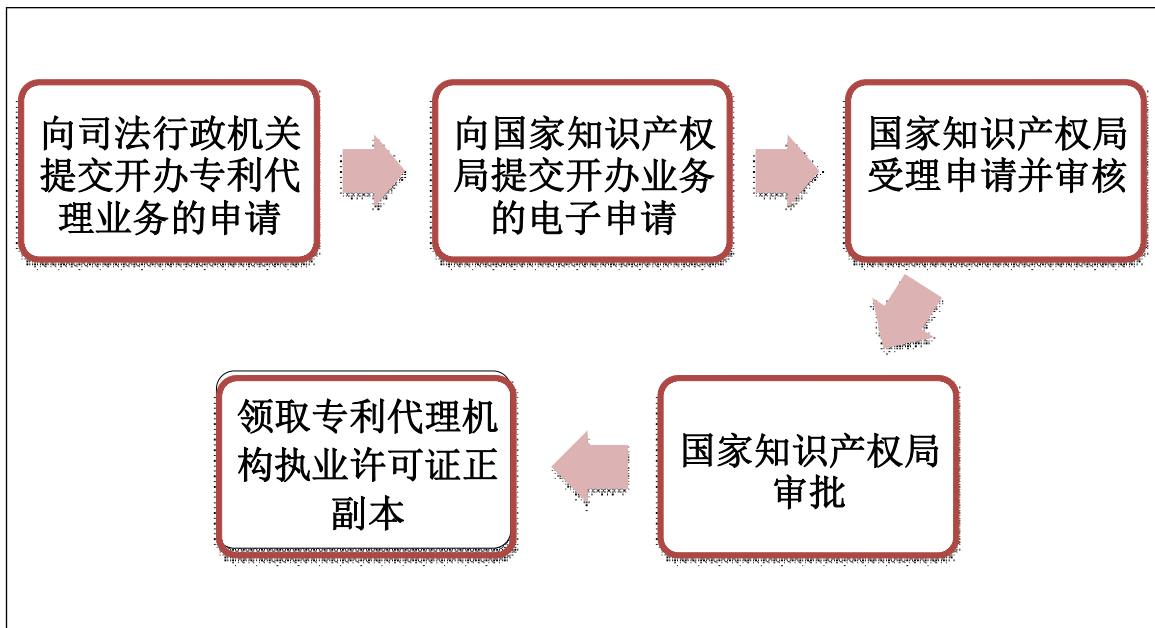 向司法行政机关
提交开办专利代
理业务的申请
向国家知识产权
局提交开办业务
的电子申请
国家知识产权局
受理申请并审核
国家知识产权局
审批
领取专利代理机
构执业许可证正
副本